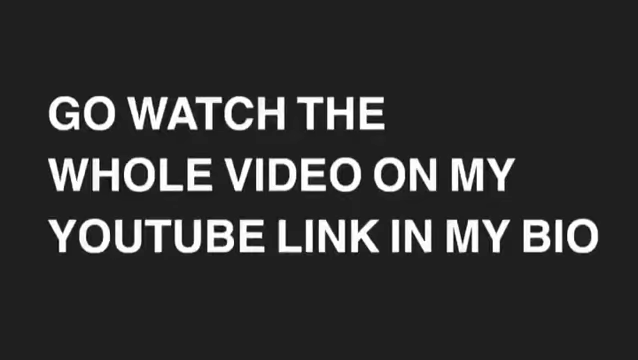 GO WATCH THE
WHOLE VIDEO ON MY
YOUTUBE LINK IN MY BIO